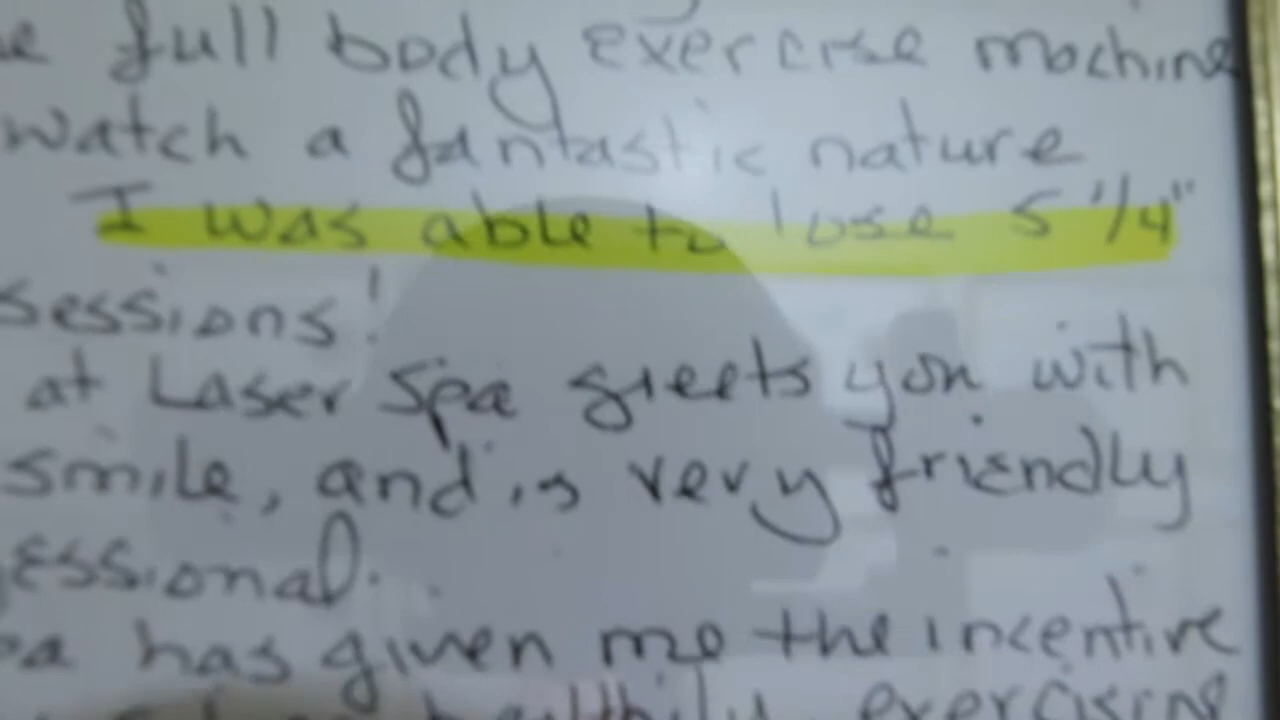 full body exercise machine
watch a fantastic nature
I was able to lose 5 1/4"
sessions!
at Laser Spa greets you with
smile, and is very friendly
essional.
has given me the incentive
exercising